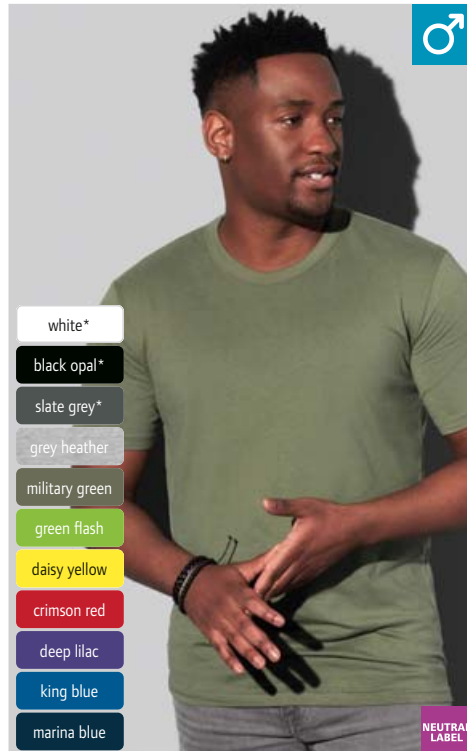 white*
black opal*
slate grey*
grey heather
military green
green flash
daisy yellow
crimson red
deep lilac
king blue
marina blue
NEUTRAL
LABEL